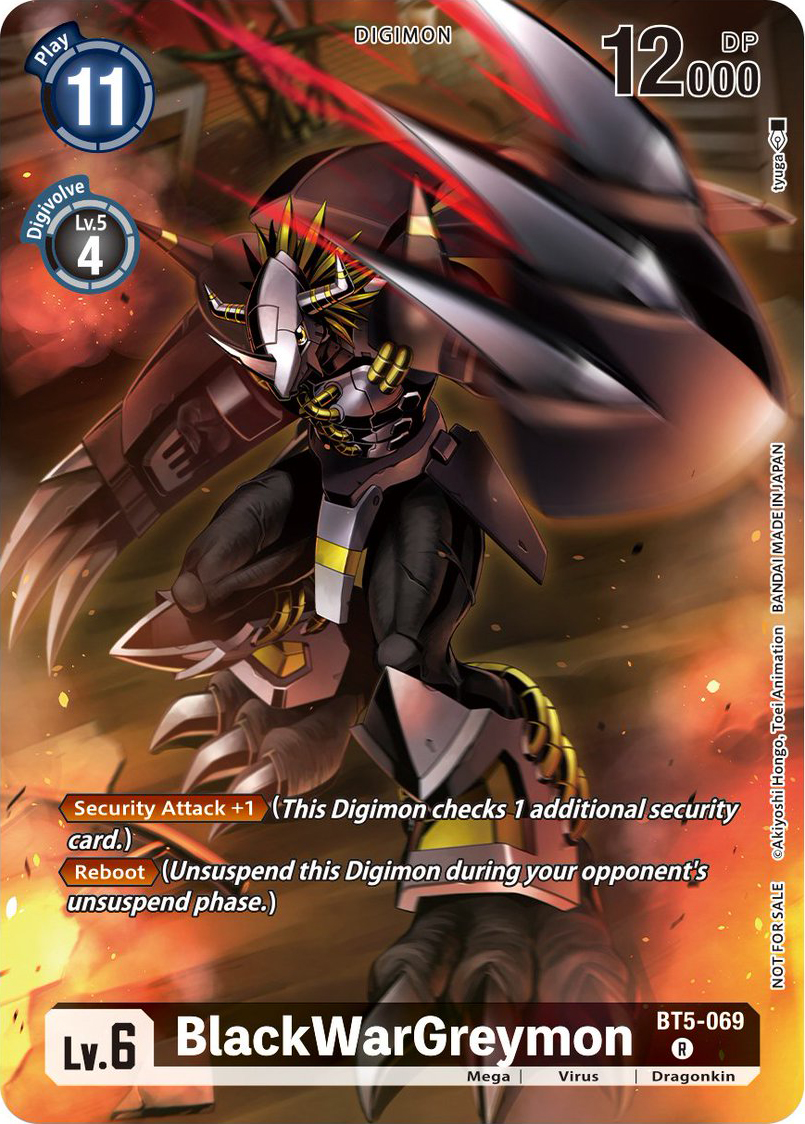 DIGIMON
Play
11
12000
DP
Digivolve
Lv.5
4
tyuga
Security Attack +1 (This Digimon checks 1 additional security
card.)
Reboot (Unsuspend this Digimon during your opponent's
unsuspend phase.)
NOT FOR SALE ©Akiyoshi Hongo, Toei Animation BANDAI MADE IN JAPAN
Lv.6
BlackWarGreymon
BT5-069
R
Mega | Virus | Dragonkin